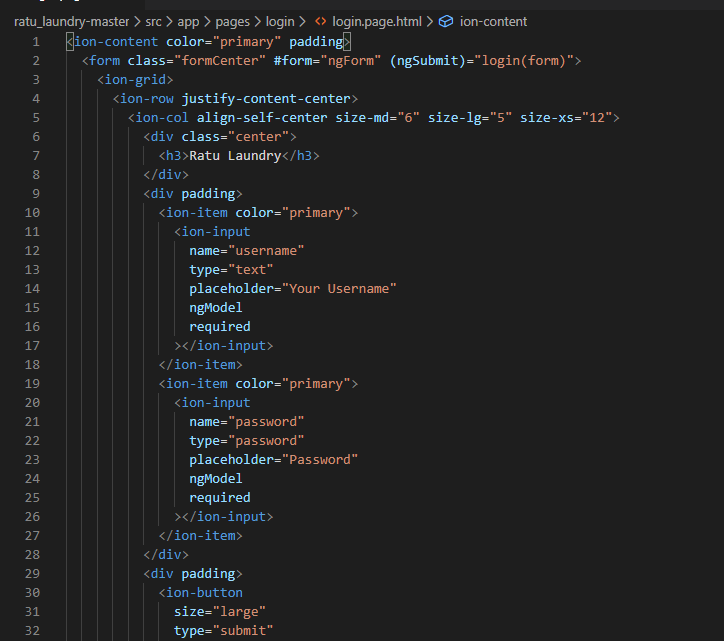 ratu_laundry-master > src > app > pages > login > <> login.page.html > ion-content
1 <ion-content color="primary" padding>
2 <form class="formCenter" #form="ngForm" (ngSubmit)="login(form)">
3 <ion-grid>
4 <ion-row justify-content-center>
5 <ion-col align-self-center size-md="6" size-lg="5" size-xs="12">
6 <div class="center">
7 <h3>Ratu Laundry</h3>
8 </div>
9 <div padding>
10 <ion-item color="primary">
11 <ion-input
12 name="username"
13 type="text"
14 placeholder="Your Username"
15 ngModel
16 required
17 ></ion-input>
18 </ion-item>
19 <ion-item color="primary">
20 <ion-input
21 name="password"
22 type="password"
23 placeholder="Password"
24 ngModel
25 required
26 ></ion-input>
27 </ion-item>
28 </div>
29 <div padding>
30 <ion-button
31 size="large"
32 type="submit"